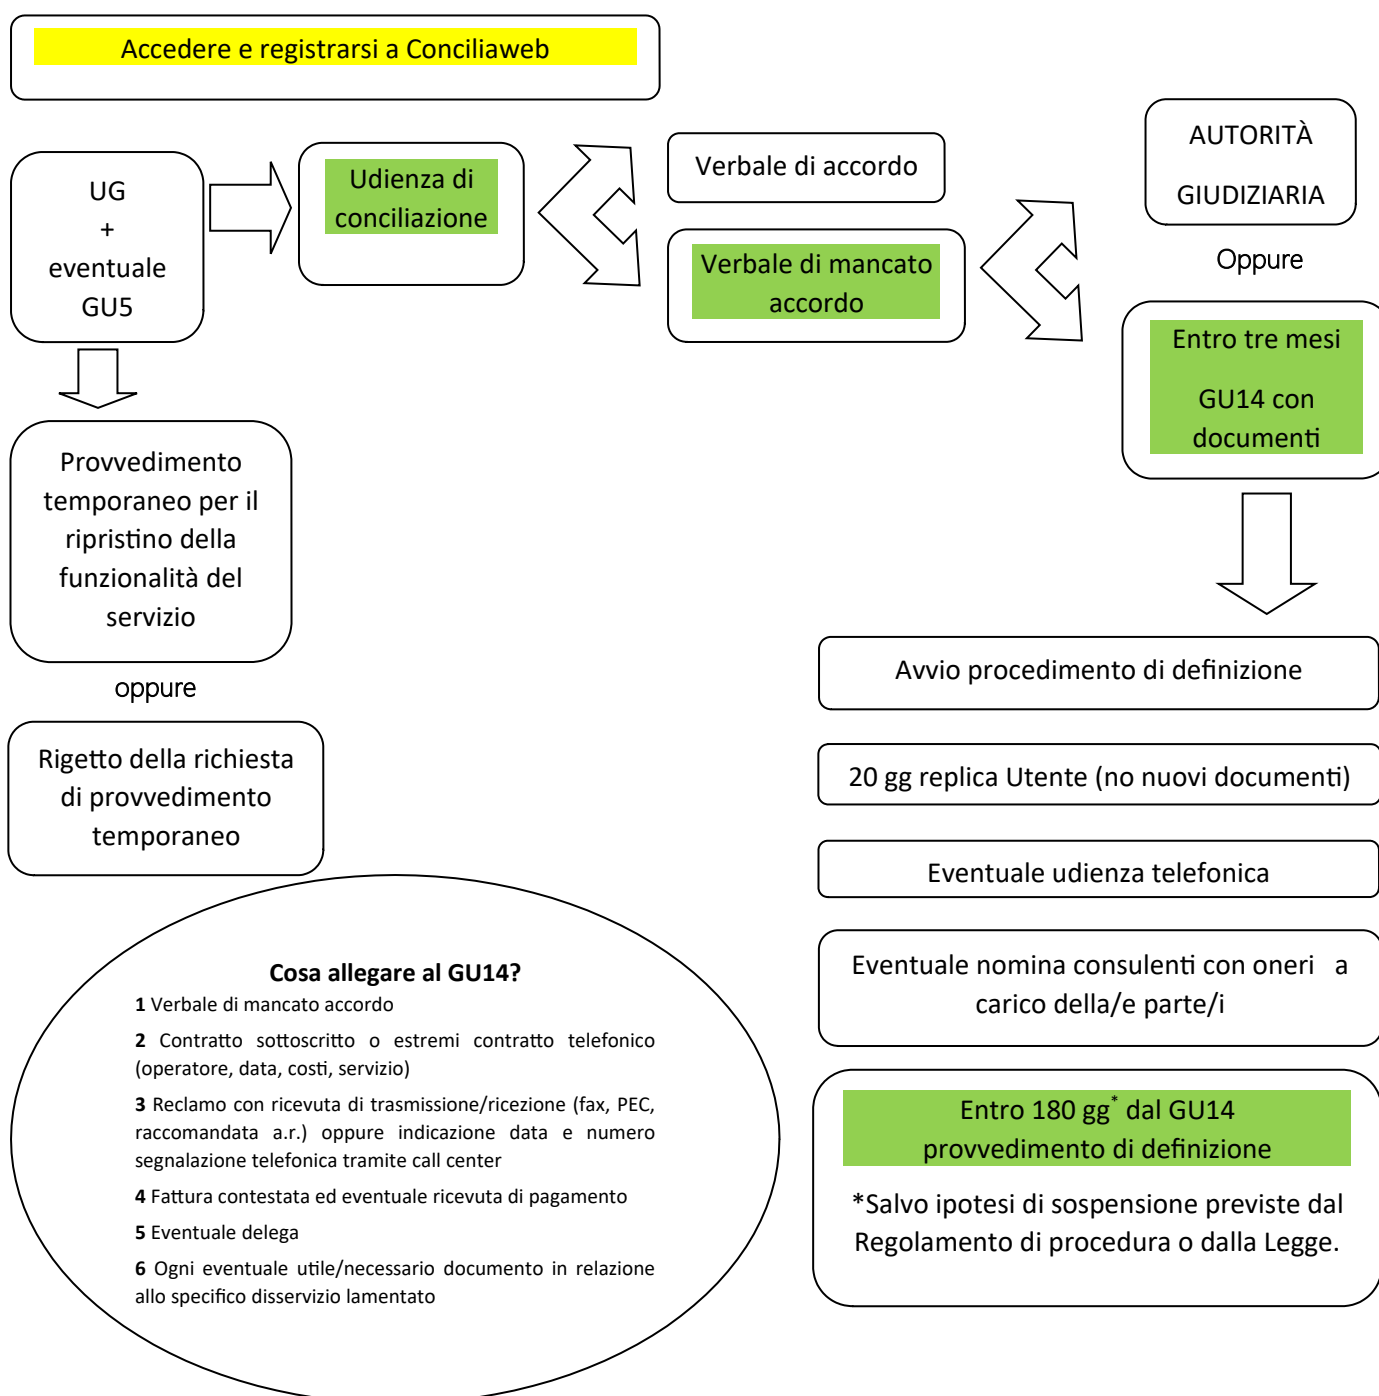 Accedere e registrarsi a Conciliaweb
UG
+
eventuale
GU5
Udienza di
conciliazione
Verbale di accordo
Verbale di mancato
accordo
AUTORITÀ
GIUDIZIARIA
Oppure
Entro tre mesi
GU14 con
documenti
Provvedimento
temporaneo per il
ripristino della
funzionalità del
servizio
oppure
Rigetto della richiesta
di provvedimento
temporaneo
Avvio procedimento di definizione
20 gg replica Utente (no nuovi documenti)
Eventuale udienza telefonica
Eventuale nomina consulenti con oneri a
carico della/e parte/i
Entro 180 gg* dal GU14
provvedimento di definizione
*Salvo ipotesi di sospensione previste dal
Regolamento di procedura o dalla Legge.
Cosa allegare al GU14?
1 Verbale di mancato accordo
2 Contratto sottoscritto o estremi contratto telefonico
(operatore, data, costi, servizio)
3 Reclamo con ricevuta di trasmissione/ricezione (fax, PEC,
raccomandata a.r.) oppure indicazione data e numero
segnalazione telefonica tramite call center
4 Fattura contestata ed eventuale ricevuta di pagamento
5 Eventuale delega
6 Ogni eventuale utile/necessario documento in relazione
allo specifico disservizio lamentato